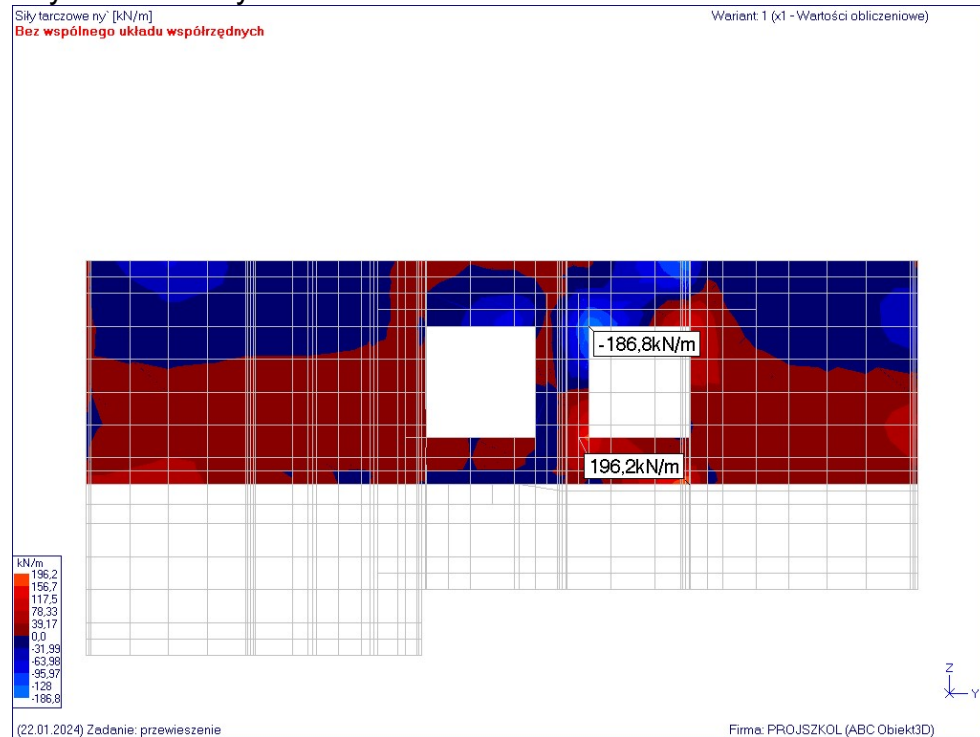 Siły tarczowe ny` [kN/m]
Wariant: 1 (x1 - Wartości obliczeniowe)
Bez wspólnego układu współrzędnych
-186,8kN/m
196,2kN/m
kN/m
196,2
156,7
117,5
78,33
39,17
0,0
-31,99
-63,98
-95,97
-128
-186,8
Z
Y
(22.01.2024) Zadanie: przewieszenie
Firma: PROJSZKOL (ABC Obiekt3D)